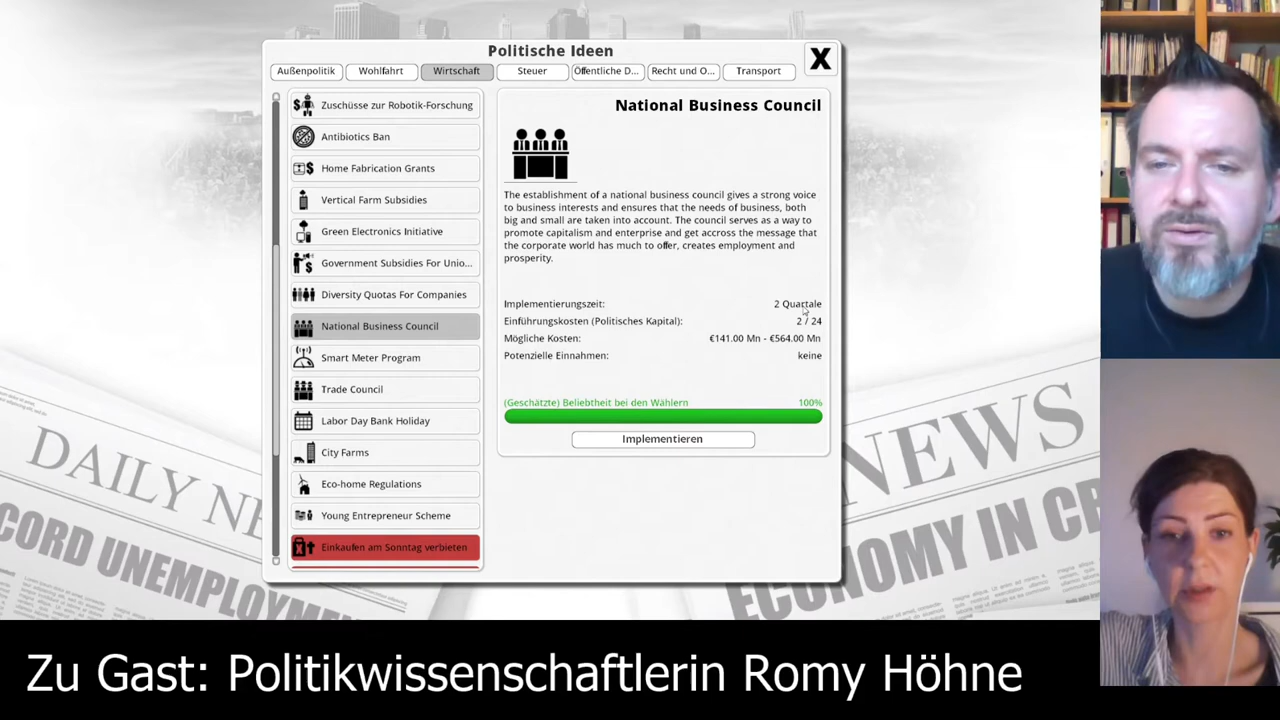 Politische Ideen
X
Außenpolitik
Wohlfahrt
Wirtschaft
Steuer
Öffentliche D...
Recht und O...
Transport
Zuschüsse zur Robotik-Forschung
Antibiotics Ban
Home Fabrication Grants
Vertical Farm Subsidies
Green Electronics Initiative
Government Subsidies For Unio...
Diversity Quotas For Companies
National Business Council
Smart Meter Program
Trade Council
Labor Day Bank Holiday
City Farms
Eco-home Regulations
Young Entrepreneur Scheme
Einkaufen am Sonntag verbieten
National Business Council
The establishment of a national business council gives a strong voice
to business interests and ensures that the needs of business, both
big and small are taken into account. The council serves as a way to
promote capitalism and enterprise and get accross the message that
the corporate world has much to offer, creates employment and
prosperity.
Implementierungszeit: 2 Quartale
Einführungskosten (Politisches Kapital): 2 / 24
Mögliche Kosten: €141.00 Mn - €564.00 Mn
Potenzielle Einnahmen: keine
(Geschätzte) Beliebtheit bei den Wählern 100%
Implementieren
DAILY NE
CORD UNEMPLOYM
NEWS
ECONOMY IN CR
Zu Gast: Politikwissenschaftlerin Romy Höhne